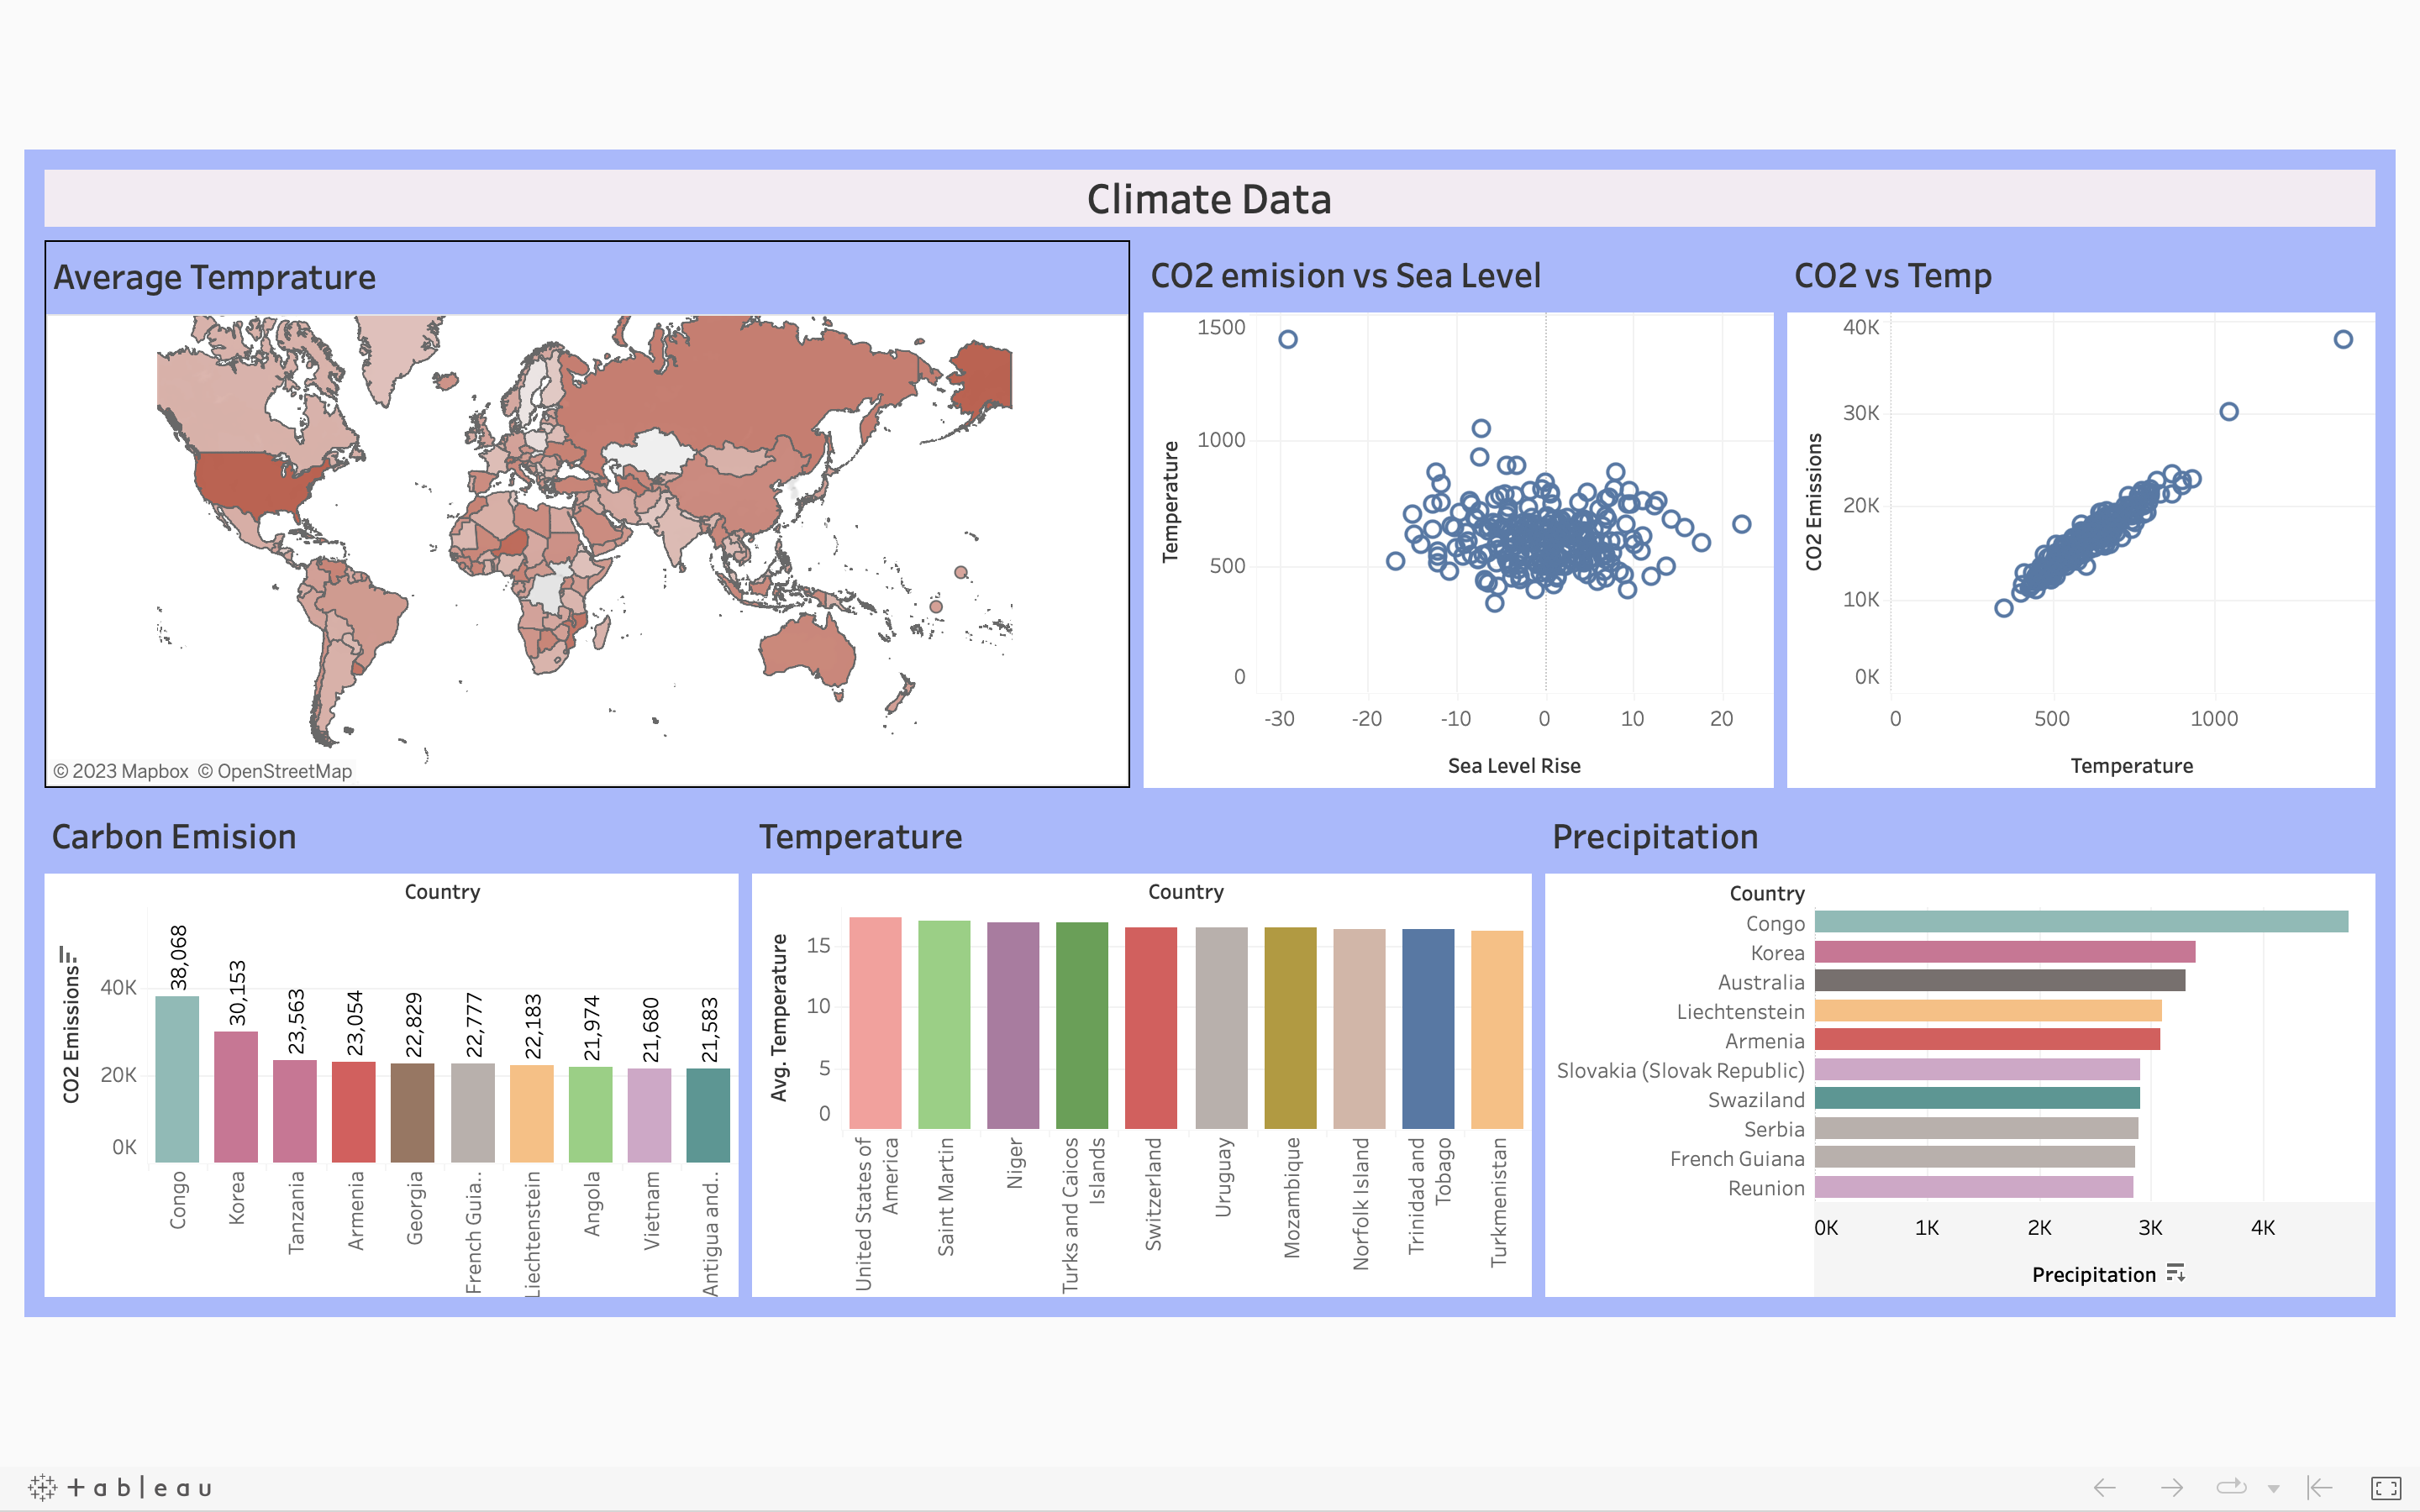 Climate Data
Average Temprature
© 2023 Mapbox © OpenStreetMap
CO2 emision vs Sea Level
1500
1000
500
0
Temperature
-30
-20
-10
0
10
20
Sea Level Rise
CO2 vs Temp
40K
30K
20K
10K
0K
CO2 Emissions
0
500
1000
Temperature
Carbon Emision
Country
CO2 Emissions
40K
20K
0K
38,068
30,153
23,563
23,054
22,829
22,777
22,183
21,974
21,680
21,583
Congo
Korea
Tanzania
Armenia
Georgia
French Guia..
Liechtenstein
Angola
Vietnam
Antigua and..
Temperature
Country
Avg. Temperature
15
10
5
0
United States of
America
Saint Martin
Niger
Turks and Caicos
Islands
Switzerland
Uruguay
Mozambique
Norfolk Island
Trinidad and
Tobago
Turkmenistan
Precipitation
Country
Congo
Korea
Australia
Liechtenstein
Armenia
Slovakia (Slovak Republic)
Swaziland
Serbia
French Guiana
Reunion
0K
1K
2K
3K
4K
Precipitation
+ableau